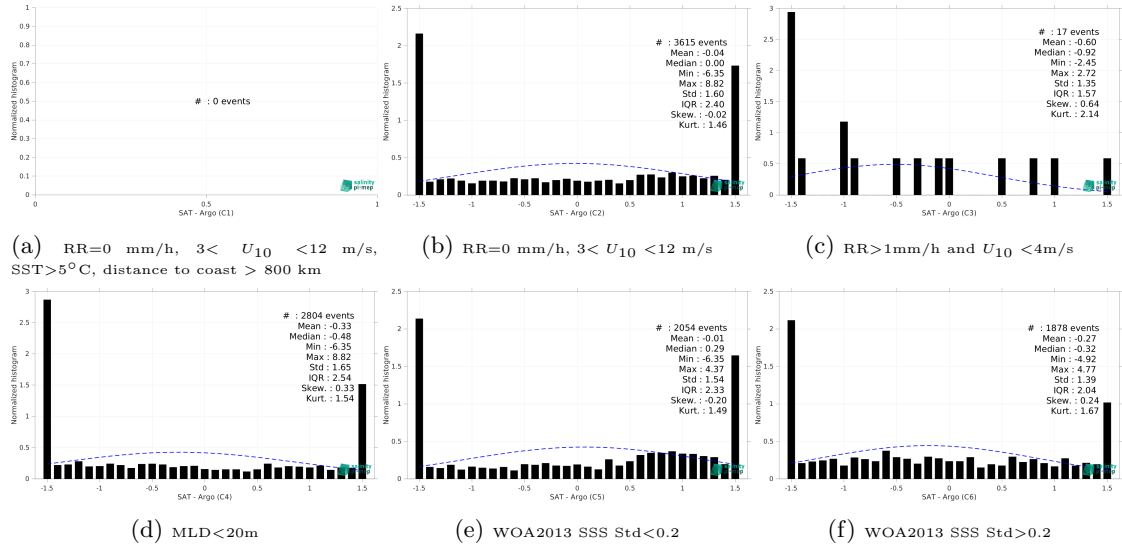 Normalized histogram
1
0.9
0.8
0.7
0.6
0.5
0.4
0.3
0.2
0.1
0
# : 0 events
salinity
pi-mep
0 0.5 1
SAT - Argo (C1)
(a) RR=0 mm/h, 3< U10 <12 m/s,
SST>5°C, distance to coast > 800 km
Normalized histogram
2.5
2
1.5
1
0.5
0
# : 3615 events
Mean : -0.04
Median : 0.00
Min : -6.35
Max : 8.82
Std : 1.60
IQR : 2.40
Skew. : -0.02
Kurt. : 1.46
salinity
pi-mep
-1.5 -1 -0.5 0 0.5 1 1.5
SAT - Argo (C2)
(b) RR=0 mm/h, 3< U10 <12 m/s
Normalized histogram
3
2.5
2
1.5
1
0.5
0
# : 17 events
Mean : -0.60
Median : -0.92
Min : -2.45
Max : 2.72
Std : 1.35
IQR : 1.57
Skew. : 0.64
Kurt. : 2.14
salinity
pi-mep
-1.5 -1 -0.5 0 0.5 1 1.5
SAT - Argo (C3)
(c) RR>1mm/h and U10 <4m/s
Normalized histogram
3
2.5
2
1.5
1
0.5
0
# : 2804 events
Mean : -0.33
Median : -0.48
Min : -6.35
Max : 8.82
Std : 1.65
IQR : 2.54
Skew. : 0.33
Kurt. : 1.54
salinity
pi-mep
-1.5 -1 -0.5 0 0.5 1 1.5
SAT - Argo (C4)
(d) MLD<20m
Normalized histogram
2.5
2
1.5
1
0.5
0
# : 2054 events
Mean : -0.01
Median : 0.29
Min : -6.35
Max : 4.37
Std : 1.54
IQR : 2.33
Skew. : -0.20
Kurt. : 1.49
salinity
pi-mep
-1.5 -1 -0.5 0 0.5 1 1.5
SAT - Argo (C5)
(e) WOA2013 SSS Std<0.2
Normalized histogram
2.5
2
1.5
1
0.5
0
# : 1878 events
Mean : -0.27
Median : -0.32
Min : -4.92
Max : 4.77
Std : 1.39
IQR : 2.04
Skew. : 0.24
Kurt. : 1.67
salinity
pi-mep
-1.5 -1 -0.5 0 0.5 1 1.5
SAT - Argo (C6)
(f) WOA2013 SSS Std>0.2